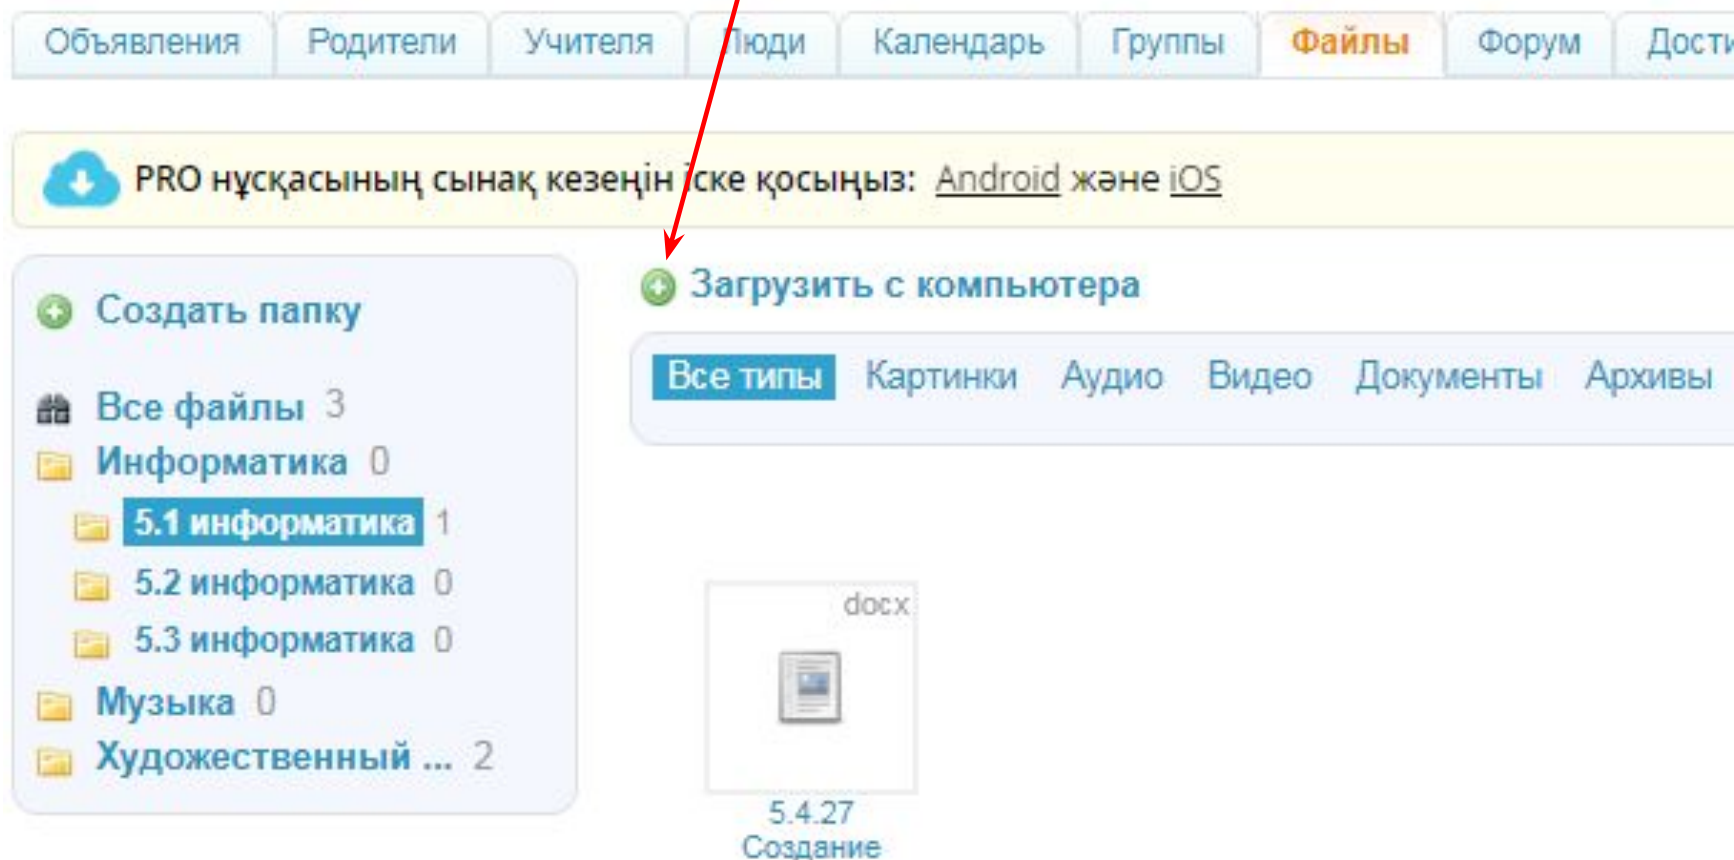 Объявления Родители Учителя Люди Календарь Группы Файлы Форум Дости
PRO нұсқасының сынақ кезеңін іске қосыңыз: Android және iOS
Создать папку
Все файлы 3
Информатика 0
5.1 информатика 1
5.2 информатика 0
5.3 информатика 0
Музыка 0
Художественный ... 2
Загрузить с компьютера
Все типы Картинки Аудио Видео Документы Архивы
docx
5.4.27
Создание